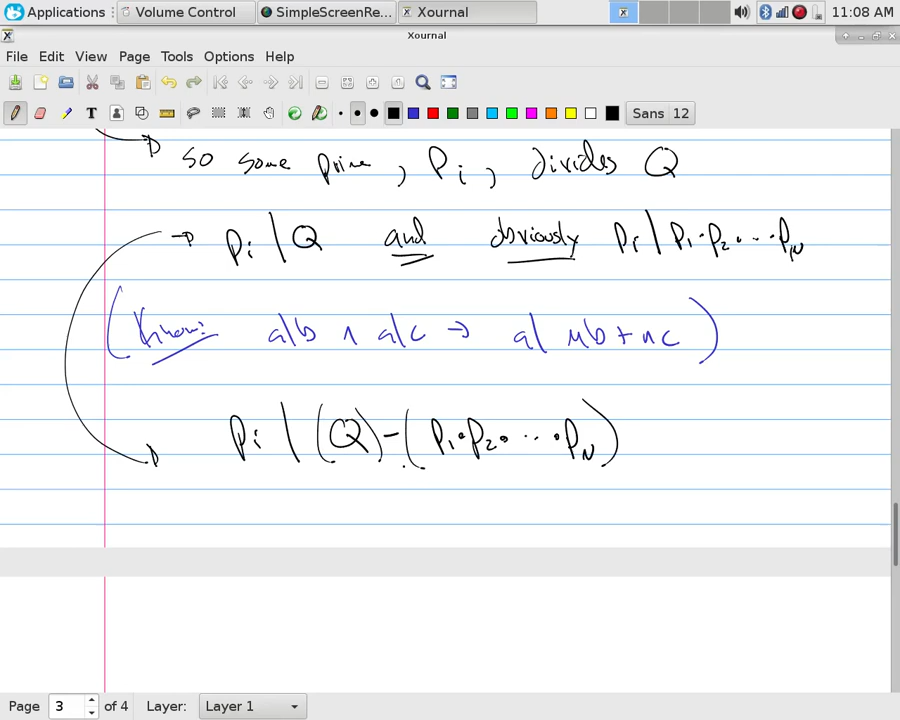 Applications Volume Control SimpleScreenRe... Xournal 11:08 AM
Xournal
File Edit View Page Tools Options Help
Sans 12
so some prime, Pi, divides Q
→ Pi | Q and obviously Pi | P1·P2·...·PN
(Know: a|b ∧ a|c → a| mb+nc)
Pi | (Q)-(P1·P2·...·PN)
Page 3 of 4 Layer: Layer 1